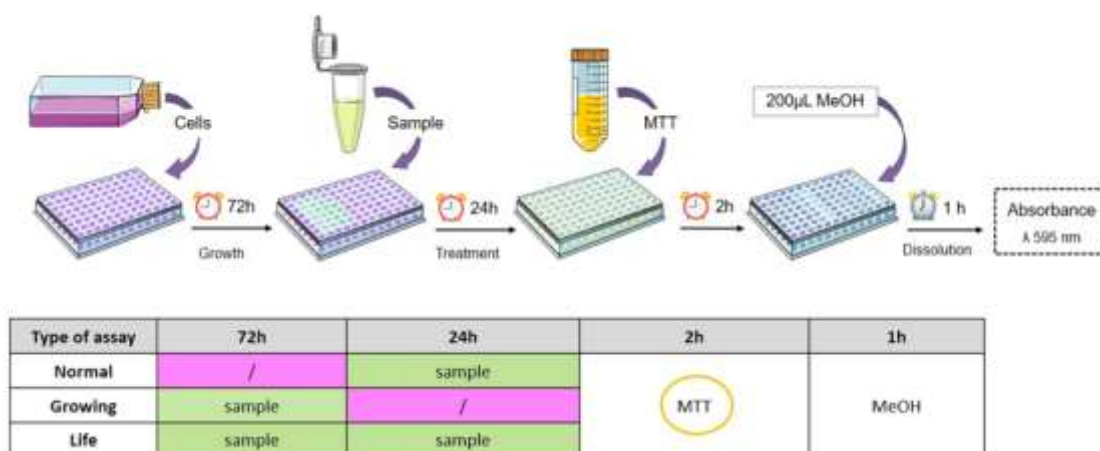 200μL MeOH
Cells
Sample
MTT
72h
24h
2h
1 h
Growth
Treatment
Dissolution
Absorbance
λ 595 nm
Type of assay 72h 24h 2h 1h
Normal / sample
Growing sample / MTT MeOH
Life sample sample